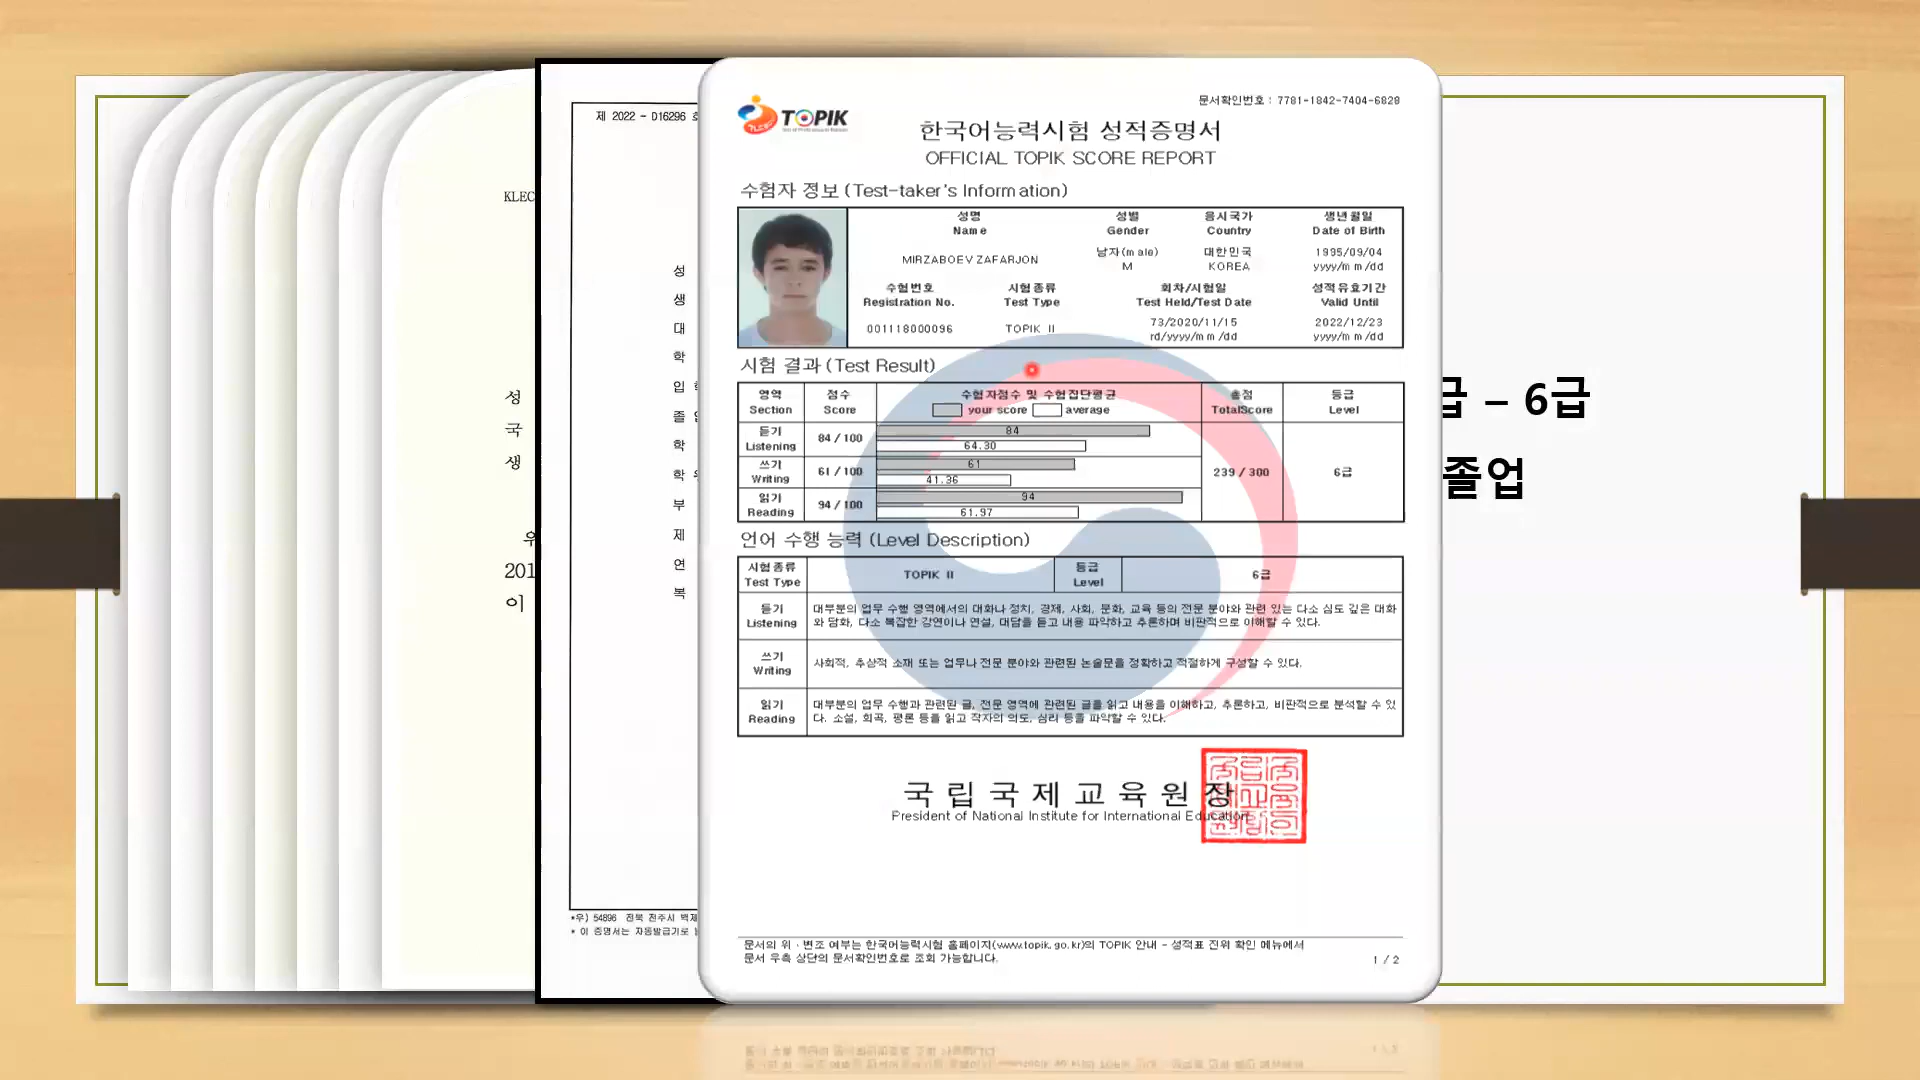 제 2022 - D16296
KLEC
성
국
생
201
이
성
생
대
학
입
졸
학
학
부
제
연
복
*우) 54896 전북 전주시 백제
* 이 증명서는 자동발급기로
TOPIK
문서확인번호 : 7781-1842-7404-6828
한국어능력시험 성적증명서
OFFICIAL TOPIK SCORE REPORT
수험자 정보 (Test-taker's Information)
성명 성별 응시국가 생년월일
Name Gender Country Date of Birth
MIRZABOEV ZAFARJON 남자(male) 대한민국 1995/09/04
M KOREA yyyy/mm/dd
수험번호 시험종류 회차/시험일 성적유효기간
Registration No. Test Type Test Held/Test Date Valid Until
001118000096 TOPIK II 73/2020/11/15 2022/12/23
rd/yyyy/mm/dd yyyy/mm/dd
시험 결과 (Test Result)
영역 점수 수험자점수 및 수험집단평균 총점 등급
Section Score your score average TotalScore Level
듣기 84 / 100 84
Listening 64.30
쓰기 61 / 100 61 239 / 300 6급
Writing 41.36
읽기 94 / 100 94
Reading 61.97
언어 수행 능력 (Level Description)
시험종류 TOPIK II 등급 6급
Test Type Level
듣기 대부분의 업무 수행 영역에서의 대화나 정치, 경제, 사회, 문화, 교육 등의 전문 분야와 관련 있는 다소 심도 깊은 대화
Listening 와 담화, 다소 복잡한 강연이나 연설, 대담을 듣고 내용 파악하고 추론하며 비판적으로 이해할 수 있다.
쓰기 사회적, 추상적 소재 또는 업무나 전문 분야와 관련된 논술문을 정확하고 적절하게 구성할 수 있다.
Writing
읽기 대부분의 업무 수행과 관련된 글, 전문 영역에 관련된 글을 읽고 내용을 이해하고, 추론하고, 비판적으로 분석할 수 있
Reading 다. 소설, 희곡, 평론 등을 읽고 작자의 의도, 심리 등을 파악할 수 있다.
국립국제교육원장
President of National Institute for International Education
문서의 위·변조 여부는 한국어능력시험 홈페이지(www.topik.go.kr)의 TOPIK 안내 - 성적표 진위 확인 메뉴에서
문서 우측 상단의 문서확인번호로 조회 가능합니다.
1 / 2
급 – 6급
졸업